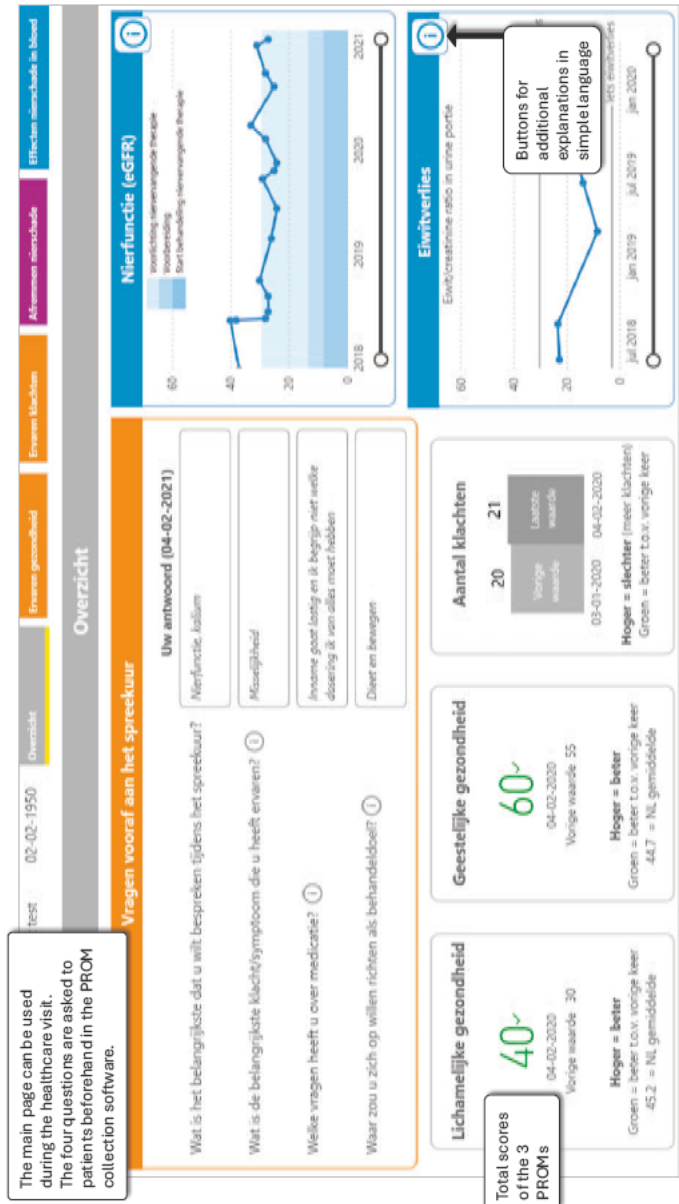 The main page can be used
during the healthcare visit.
The four questions are asked to
patients beforehand in the PROM
collection software.
test
02-02-1950
Overzicht
Ervaren gezondheid
Ervaren klachten
Afremmen nierschade
Effecten nierschade in bloed
Overzicht
Vragen vooraf aan het spreekuur
Uw antwoord (04-02-2021)
Wat is het belangrijkste dat u wilt bespreken tijdens het spreekuur?
Nierfunctie, kalium
Wat is de belangrijkste klacht/symptoom die u heeft ervaren?
Misselijkheid
Welke vragen heeft u over medicatie?
Inname gaat lastig en ik begrijp niet welke
dosering ik van alles moet hebben
Waar zou u zich op willen richten als behandeldoel?
Dieet en bewegen
Nierfunctie (eGFR)
Voorlichting niervervangende therapie
Voorbereiding
Start behandeling niervervangende therapie
60
40
20
0
2018
2019
2020
2021
Lichamelijke gezondheid
40
04-02-2020
Vorige waarde 30
Hoger = beter
Groen = beter t.o.v. vorige keer
45.2 = NL gemiddelde
Total scores
of the 3
PROMs
Geestelijke gezondheid
60
04-02-2020
Vorige waarde 55
Hoger = beter
Groen = beter t.o.v. vorige keer
44.7 = NL gemiddelde
Aantal klachten
20
21
Vorige
waarde
Laatste
waarde
03-01-2020
04-02-2020
Hoger = slechter (meer klachten)
Groen = beter t.o.v. vorige keer
Eiwitverlies
Eiwit/creatinine ratio in urine portie
60
40
20
0
Iets eiwitverlies
jul 2018
jan 2019
jul 2019
jan 2020
Buttons for
additional
explanations in
simple language